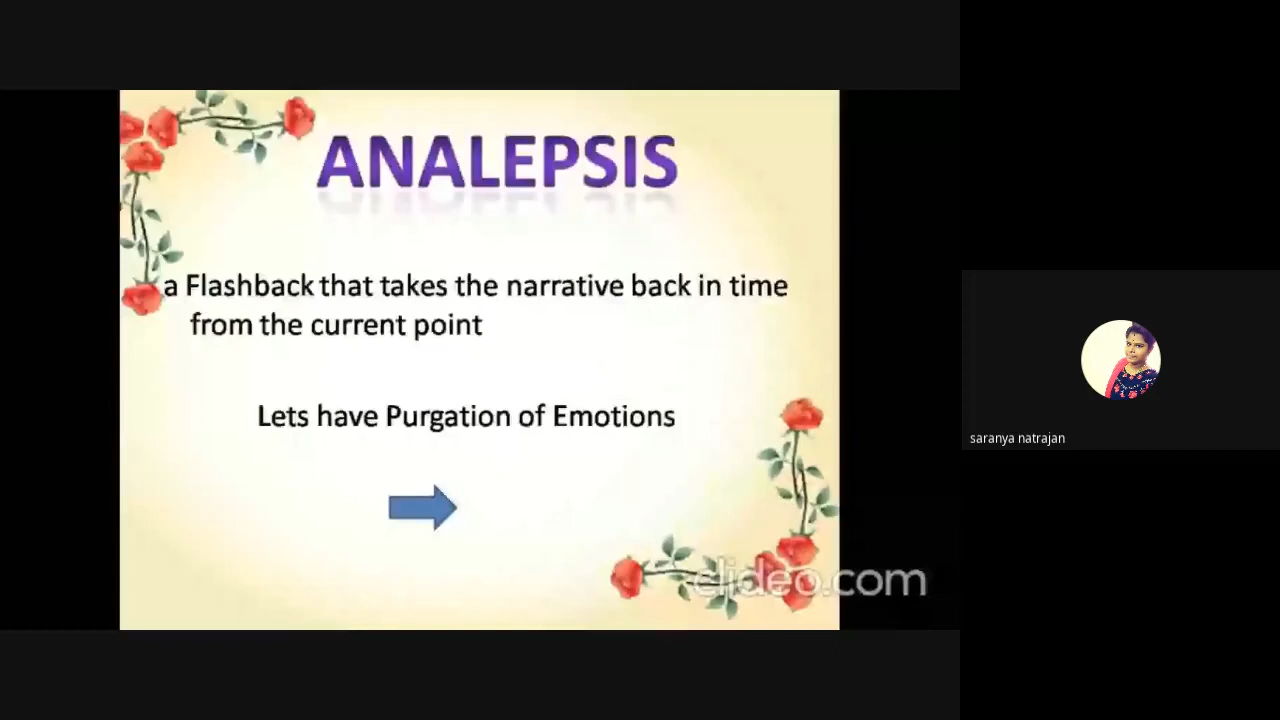 ANALEPSIS
a Flashback that takes the narrative back in time
from the current point
Lets have Purgation of Emotions
clideo.com
saranya natrajan